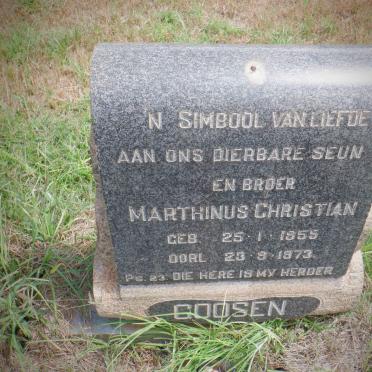 'N SIMBOOL VAN LIEFDE
AAN ONS DIERBARE SEUN
EN BROER
MARTHINUS CHRISTIAN
GEB 25·1·1955
OORL 23·9·1973
PS. 23. DIE HERE IS MY HERDER
GOOSEN